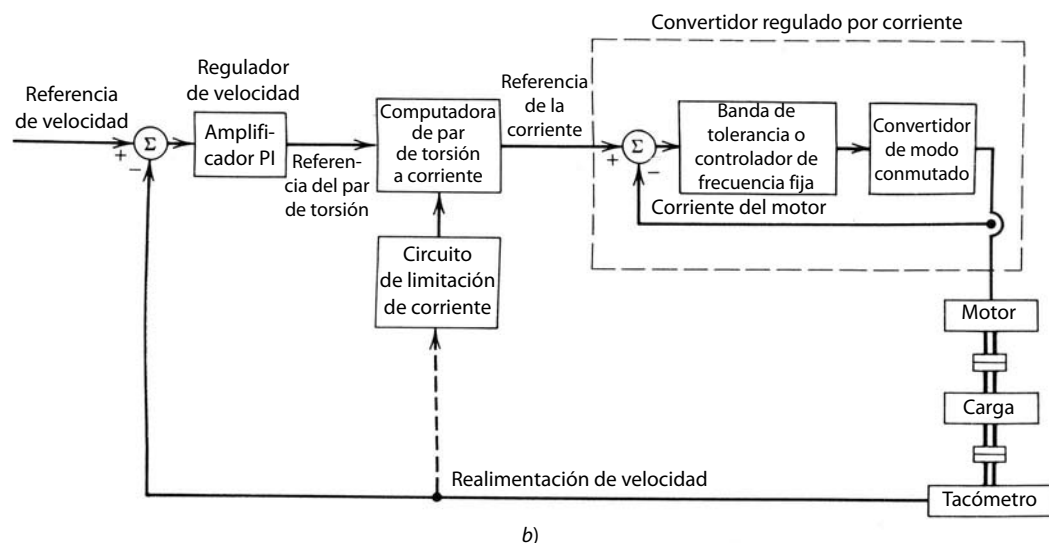 Convertidor regulado por corriente
Referencia
de velocidad
+
−
Σ
Regulador
de velocidad
Amplifi-
cador PI
Referen-
cia del par
de torsión
Computadora
de par
de torsión
a corriente
Circuito
de limitación
de corriente
Referencia
de la
corriente
+
−
Σ
Banda de
tolerancia o
controlador de
frecuencia fija
Convertidor
de modo
conmutado
Corriente del motor
Motor
Carga
Tacómetro
Realimentación de velocidad
b)